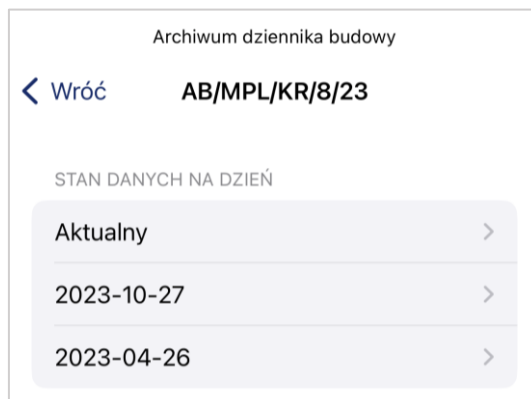 Archiwum dziennika budowy
Wróć AB/MPL/KR/8/23
STAN DANYCH NA DZIEŃ
Aktualny
2023-10-27
2023-04-26